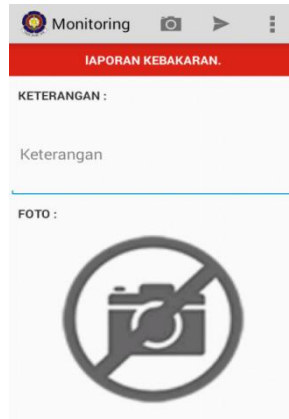 Monitoring
lAPORAN KEBAKARAN.
KETERANGAN :
Keterangan
FOTO :